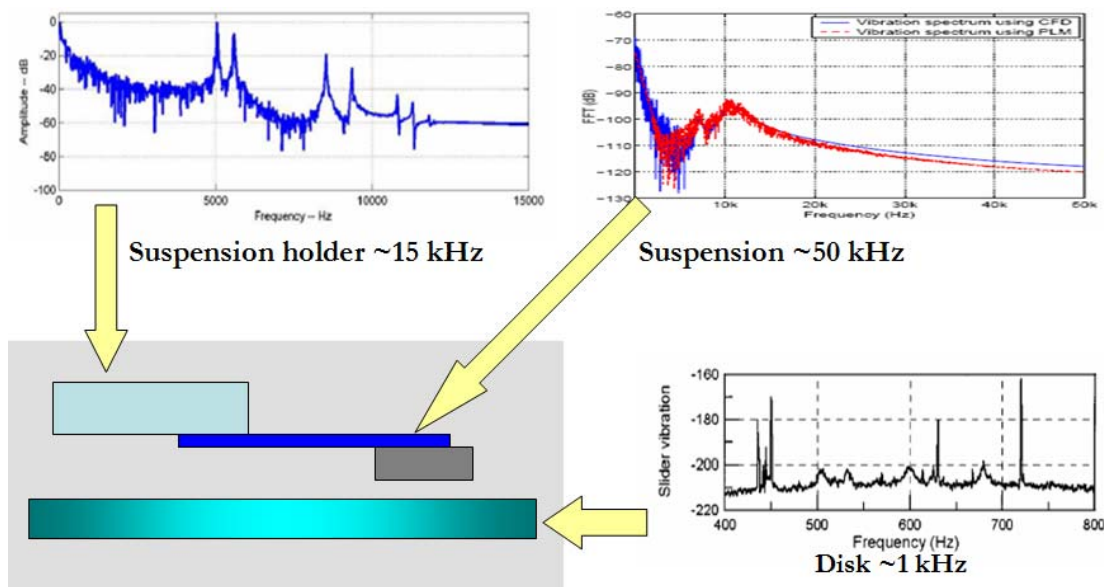 0
-20
-40
-60
-80
-100
Amplitude -- dB
0
5000
10000
15000
Frequency -- Hz
Vibration spectrum using CFD
Vibration spectrum using PLM
-60
-70
-80
-90
-100
-110
-120
-130
FFT (dB)
10k
20k
30k
40k
50k
Frequency (Hz)
Suspension holder ~15 kHz
Suspension ~50 kHz
-160
-180
-200
-220
Slider vibration
400
500
600
700
800
Frequency (Hz)
Disk ~1 kHz